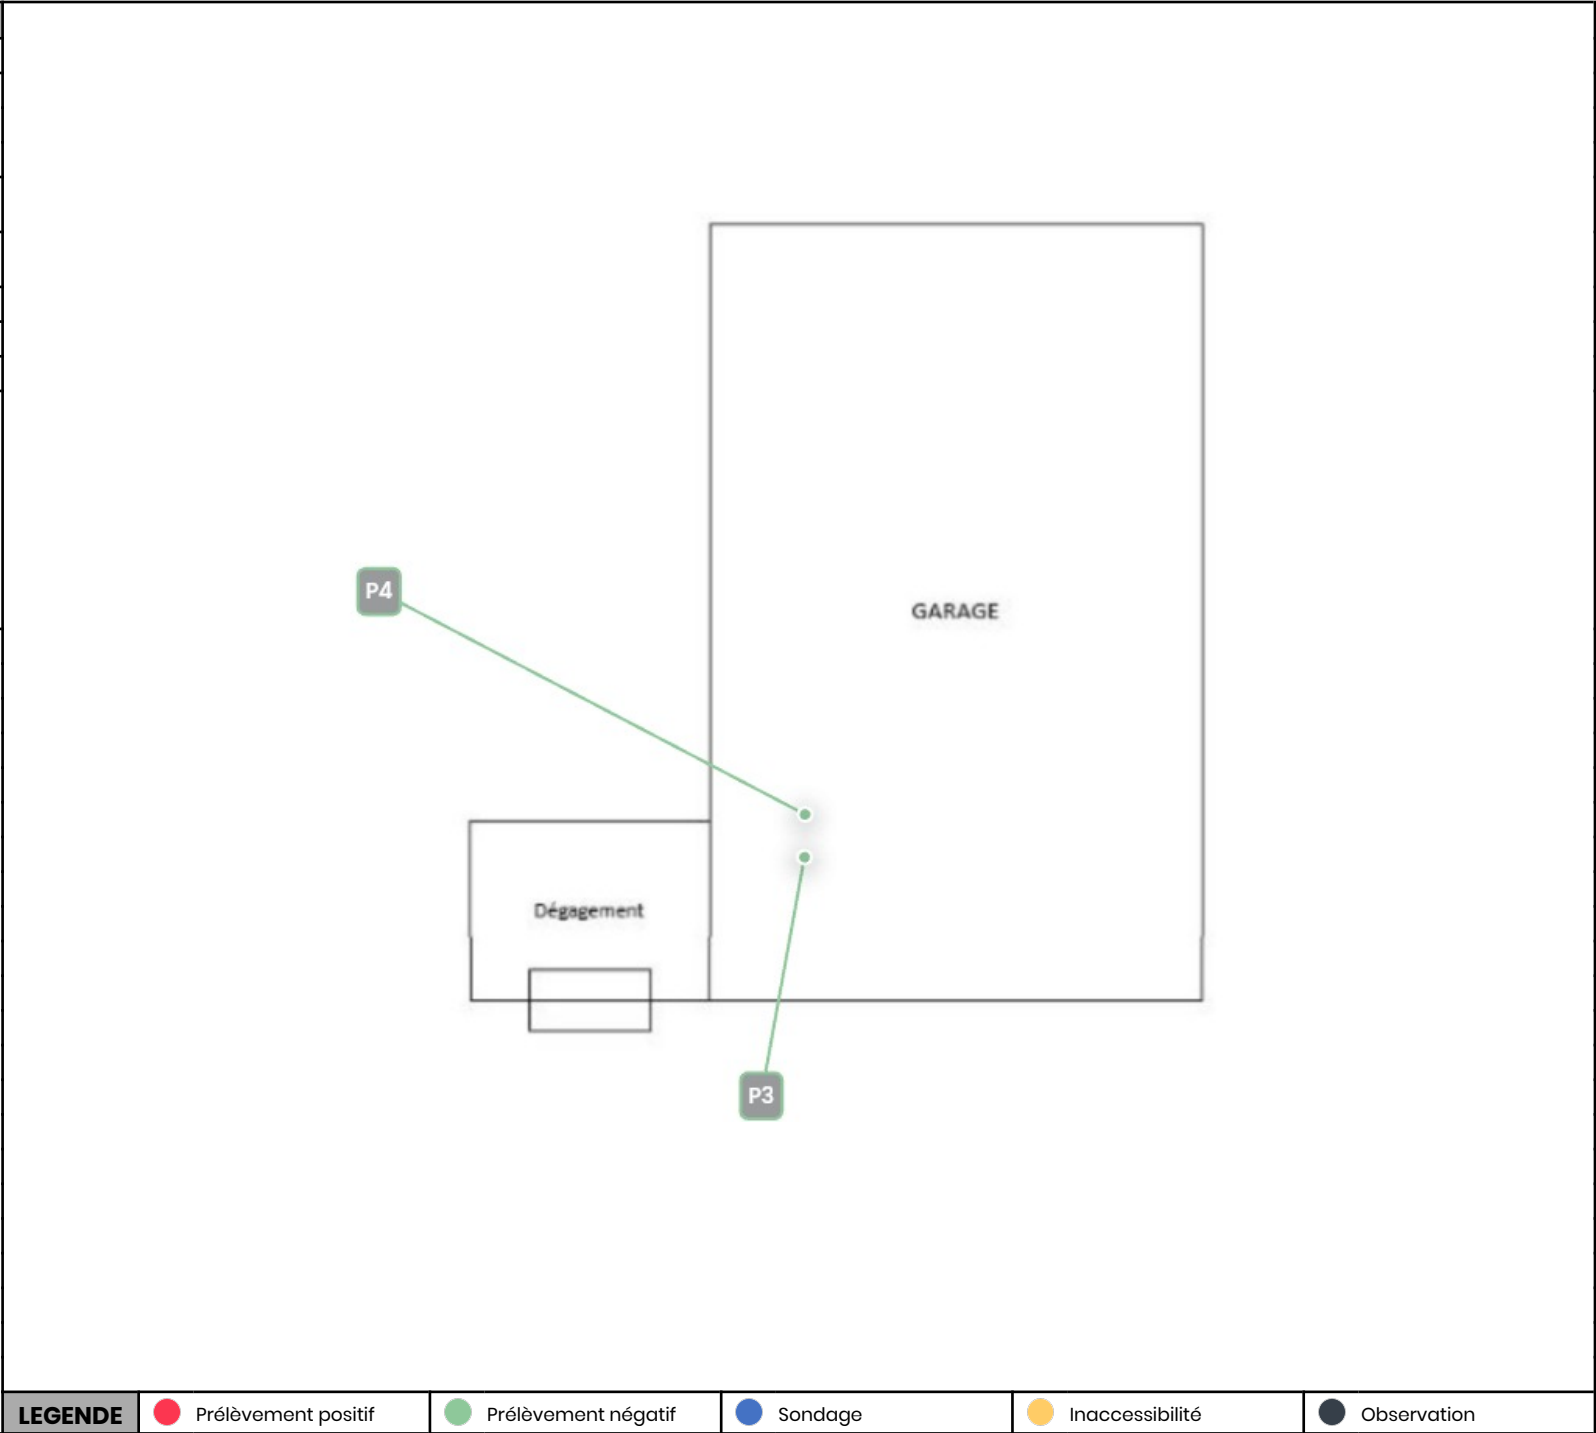 P4
GARAGE
Dégagement
P3
LEGENDE
Prélèvement positif
Prélèvement négatif
Sondage
Inaccessibilité
Observation